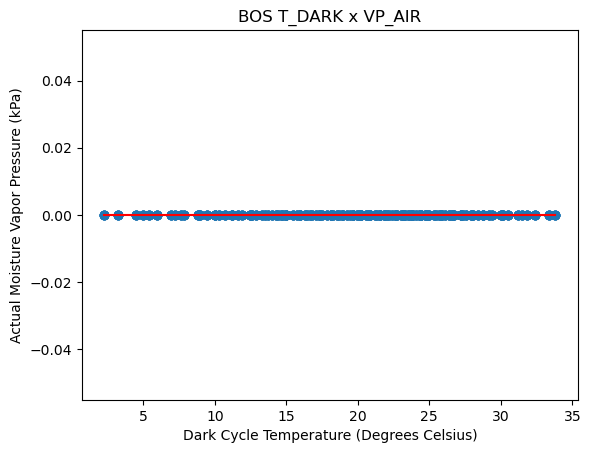 BOS T_DARK x VP_AIR
Actual Moisture Vapor Pressure (kPa)
0.04
0.02
0.00
−0.02
−0.04
5 10 15 20 25 30 35
Dark Cycle Temperature (Degrees Celsius)